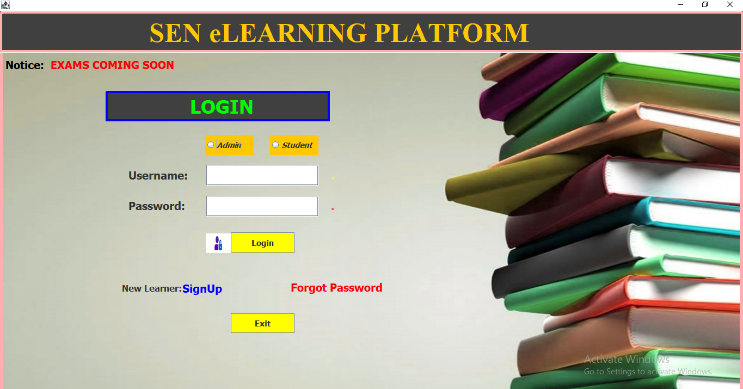 SEN eLEARNING PLATFORM
Notice: EXAMS COMING SOON
LOGIN
Admin Student
Username:
Password:
Login
New Learner: SignUp Forgot Password
Exit
Activate Windows
Go to Settings to activate Windows.